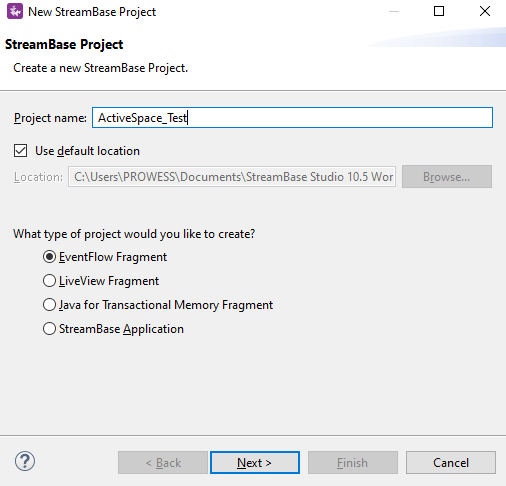 New StreamBase Project
StreamBase Project
Create a new StreamBase Project.
Project name: ActiveSpace_Test
Use default location
Location: C:\Users\PROWESS\Documents\StreamBase Studio 10.5 Wor Browse...
What type of project would you like to create?
EventFlow Fragment
LiveView Fragment
Java for Transactional Memory Fragment
StreamBase Application
? < Back Next > Finish Cancel